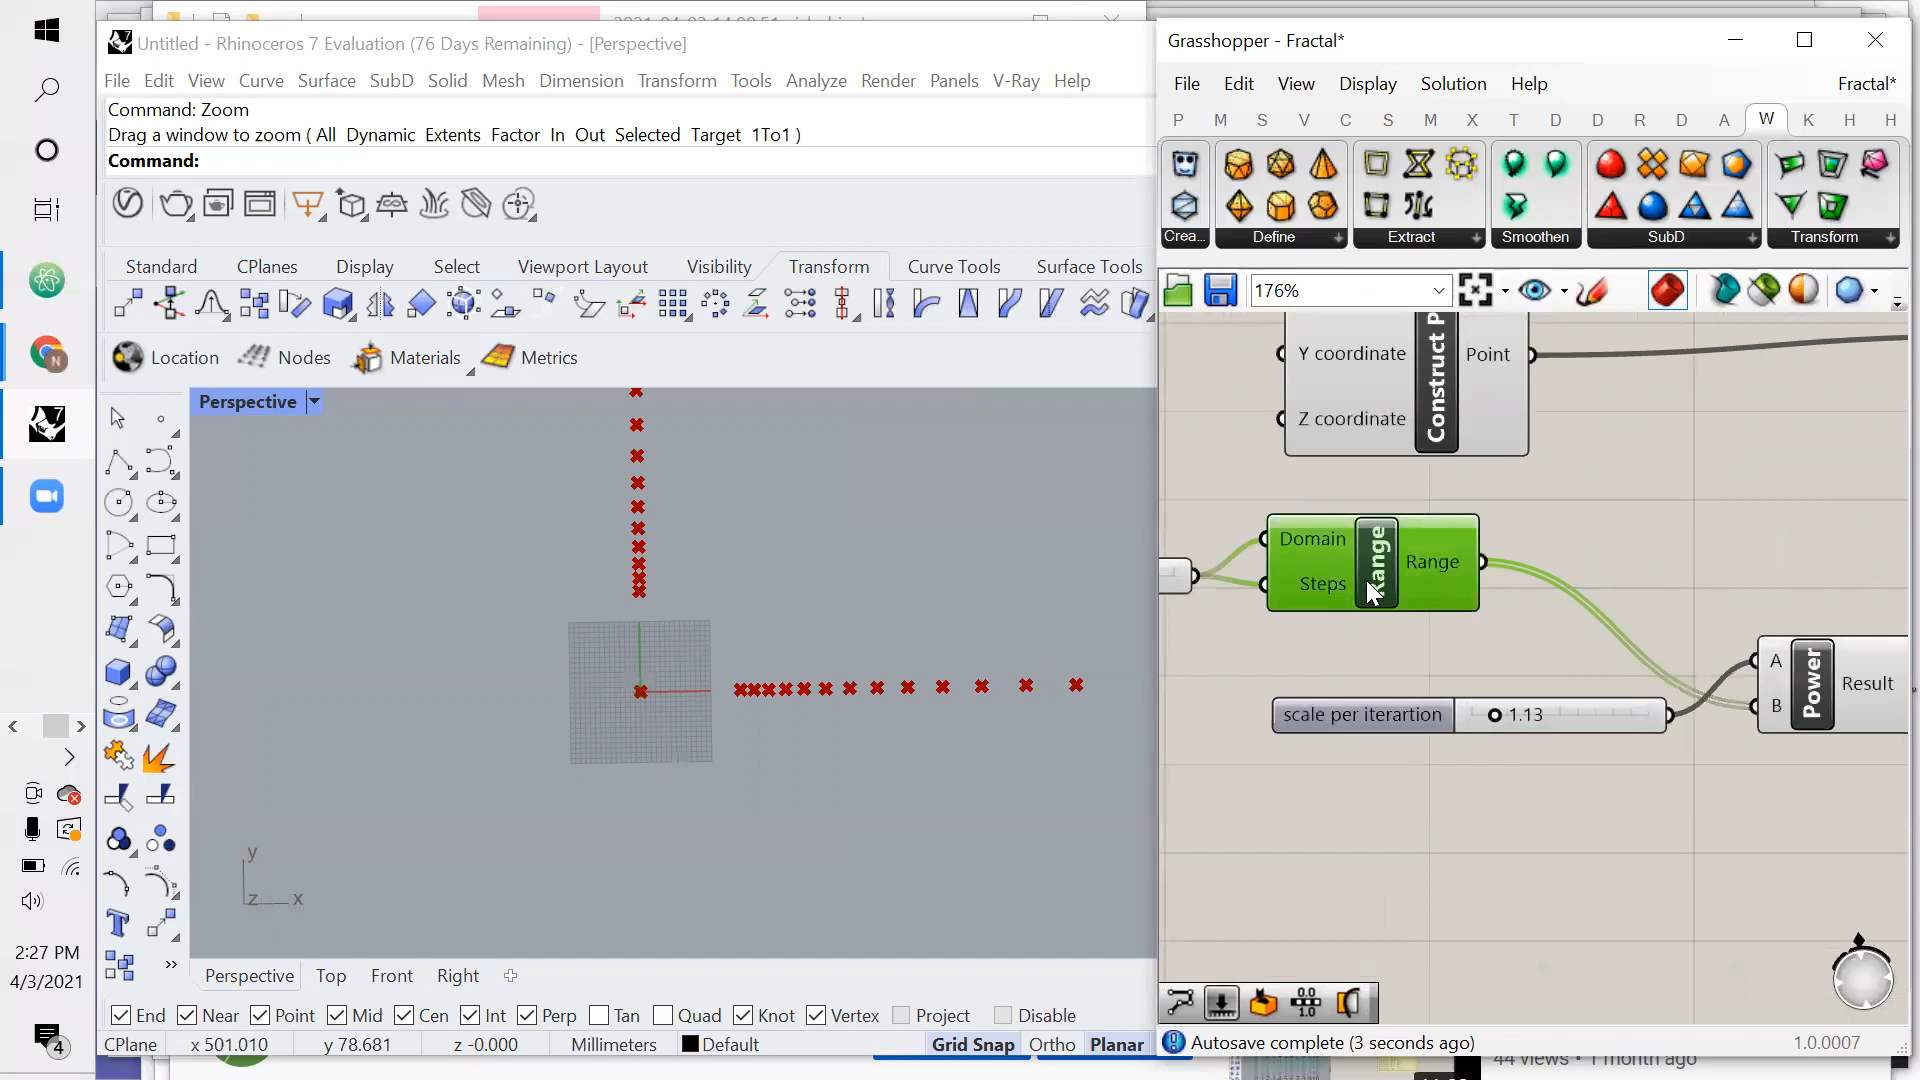 Untitled - Rhinoceros 7 Evaluation (76 Days Remaining) - [Perspective]
File Edit View Curve Surface SubD Solid Mesh Dimension Transform Tools Analyze Render Panels V-Ray Help
Command: Zoom
Drag a window to zoom ( All Dynamic Extents Factor In Out Selected Target 1To1 )
Command:
Standard CPlanes Display Select Viewport Layout Visibility Transform Curve Tools Surface Tools
Location Nodes Materials Metrics
Perspective
y
z x
Perspective Top Front Right
End Near Point Mid Cen Int Perp Tan Quad Knot Vertex Project Disable
CPlane x 501.010 y 78.681 z -0.000 Millimeters Default Grid Snap Ortho Planar
2:27 PM
4/3/2021
4
Grasshopper - Fractal*
File Edit View Display Solution Help Fractal*
P M S V C S M X T D D R D A W K H H
Crea... Define Extract Smoothen SubD Transform
176%
Y coordinate
Z coordinate
Construct P
Point
Domain
Steps
Range
Range
scale per iterartion 1.13
A
B
Power
Result
0.0
1.0
Autosave complete (3 seconds ago) 1.0.0007
44 views • 1 month ago